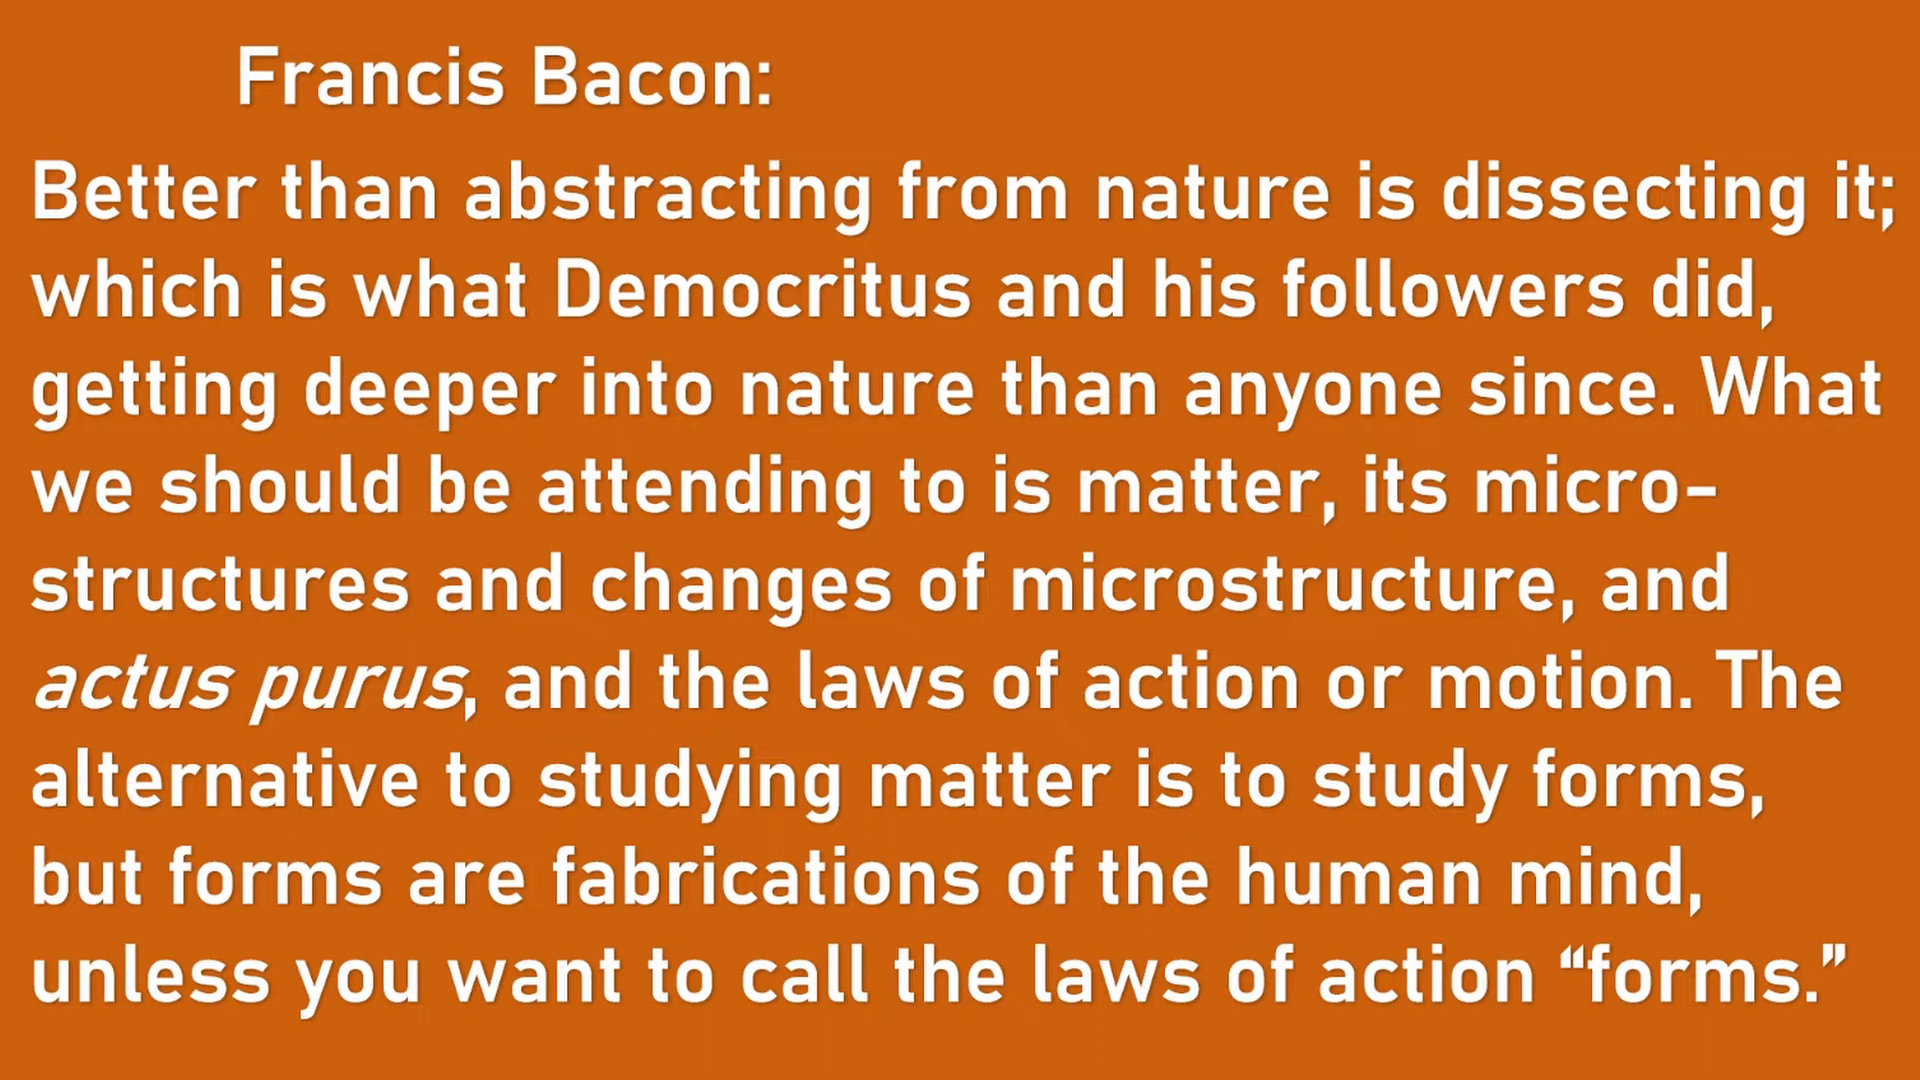 Francis Bacon:
Better than abstracting from nature is dissecting it;
which is what Democritus and his followers did,
getting deeper into nature than anyone since. What
we should be attending to is matter, its micro-
structures and changes of microstructure, and
actus purus, and the laws of action or motion. The
alternative to studying matter is to study forms,
but forms are fabrications of the human mind,
unless you want to call the laws of action “forms.”